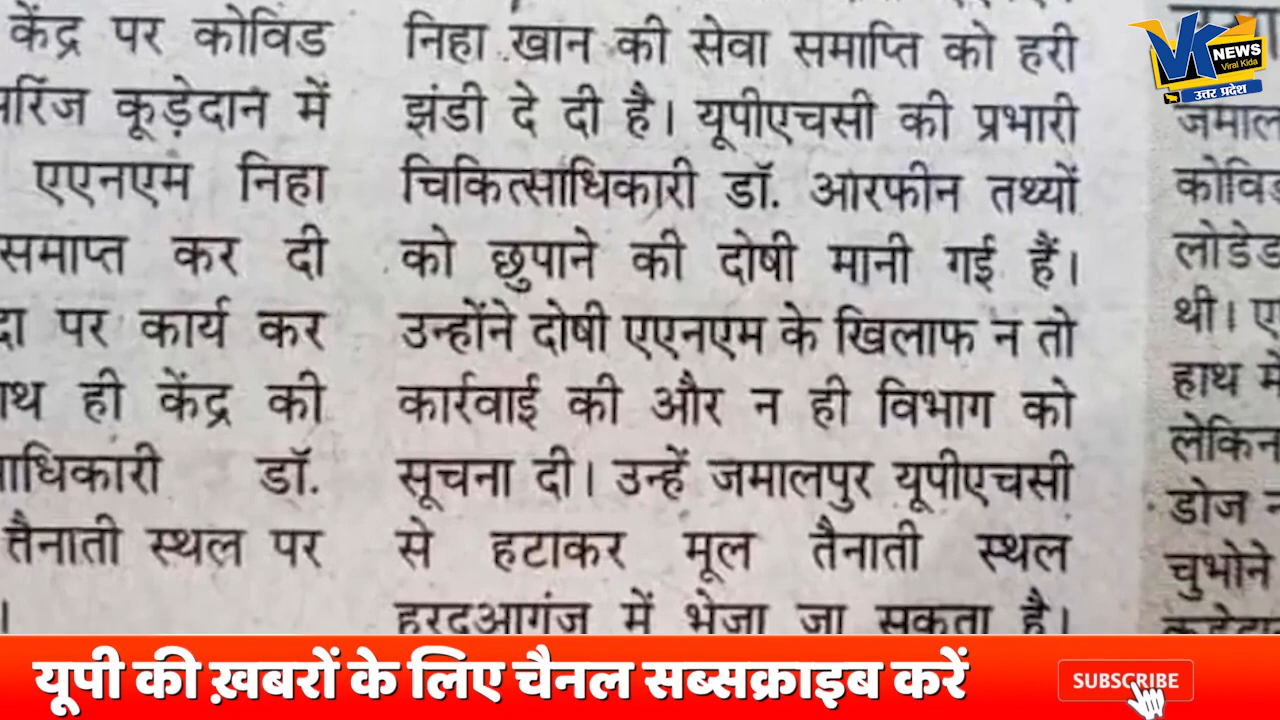 केंद्र पर कोविड
कूड़ेदान में
एएनएम निहा
समाप्त कर दी
पर कार्य कर
ही केंद्र की
डॉ.
तैनाती स्थल पर
निहा खान की सेवा समाप्ति को हरी
झंडी दे दी है। यूपीएचसी की प्रभारी
चिकित्साधिकारी डॉ. आरफीन तथ्यों
को छुपाने की दोषी मानी गई हैं।
उन्होंने दोषी एएनएम के खिलाफ न तो
कार्रवाई की और न ही विभाग को
सूचना दी। उन्हें जमालपुर यूपीएचसी
से हटाकर मूल तैनाती स्थल
हरदुआगंज में भेजा जा सकता है।
थी।
हाथ में
लेकिन
डोज
चुभोने
VK NEWS
Viral Kida
उत्तर प्रदेश
यूपी की ख़बरों के लिए चैनल सब्सक्राइब करें
SUBSCRIBE